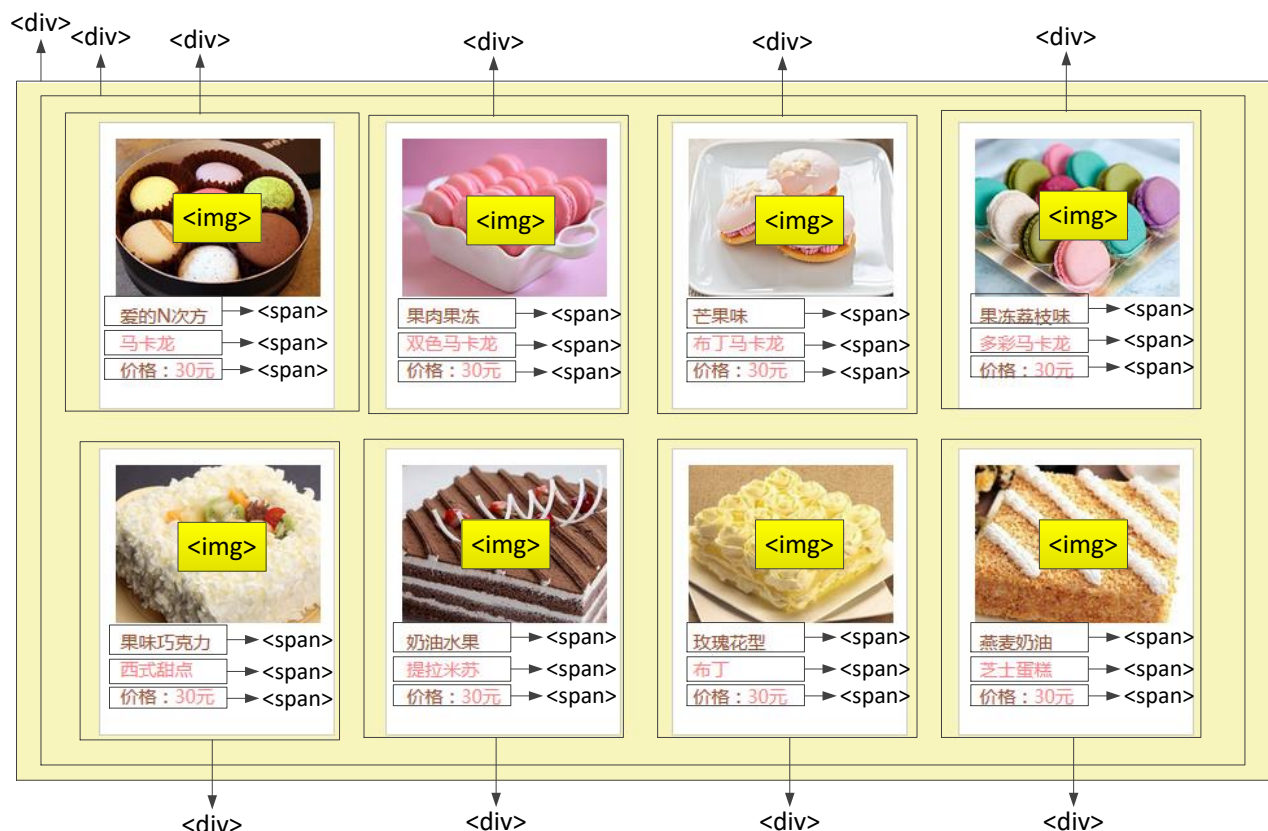 <div>
<div>
<div>
<div>
<div>
<div>
<img>
<img>
<img>
<img>
爱的N次方 <span>
果肉果冻 <span>
芒果味 <span>
果冻荔枝味 <span>
马卡龙 <span>
双色马卡龙 <span>
布丁马卡龙 <span>
多彩马卡龙 <span>
价格：30元 <span>
价格：30元 <span>
价格：30元 <span>
价格：30元 <span>
<img>
<img>
<img>
<img>
果味巧克力 <span>
奶油水果 <span>
玫瑰花型 <span>
燕麦奶油 <span>
西式甜点 <span>
提拉米苏 <span>
布丁 <span>
芝士蛋糕 <span>
价格：30元 <span>
价格：30元 <span>
价格：30元 <span>
价格：30元 <span>
<div>
<div>
<div>
<div>